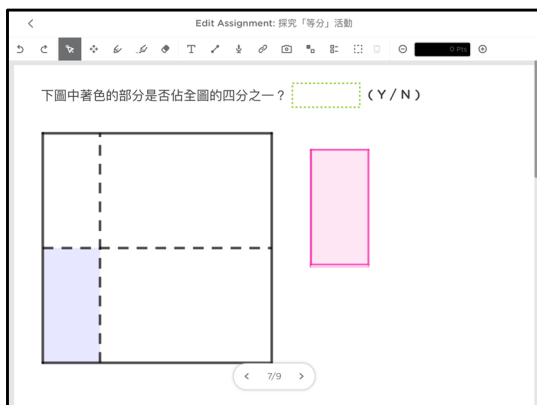 Edit Assignment: 探究「等分」活動
T
0 Pts
下圖中著色的部分是否佔全圖的四分之一？ (Y/N)
7/9